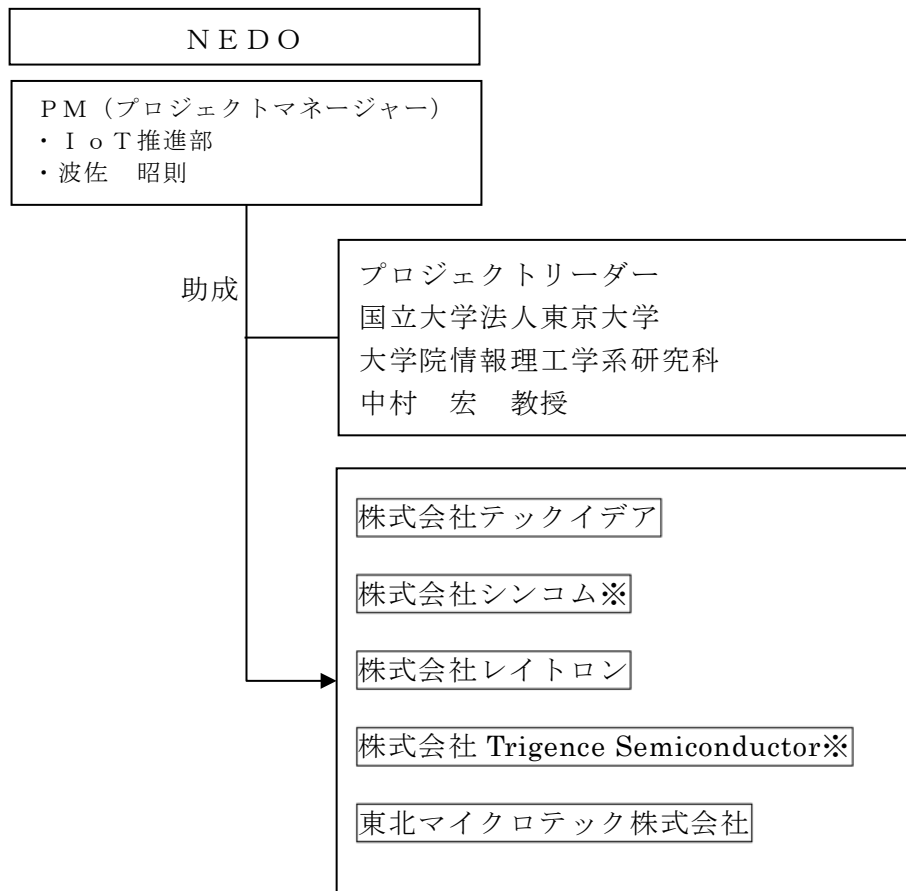 ＮＥＤＯ
ＰＭ（プロジェクトマネージャー）
・ＩｏＴ推進部
・波佐　昭則
助成
プロジェクトリーダー
国立大学法人東京大学
大学院情報理工学系研究科
中村　宏　教授
株式会社テックイデア
株式会社シンコム※
株式会社レイトロン
株式会社 Trigence Semiconductor※
東北マイクロテック株式会社